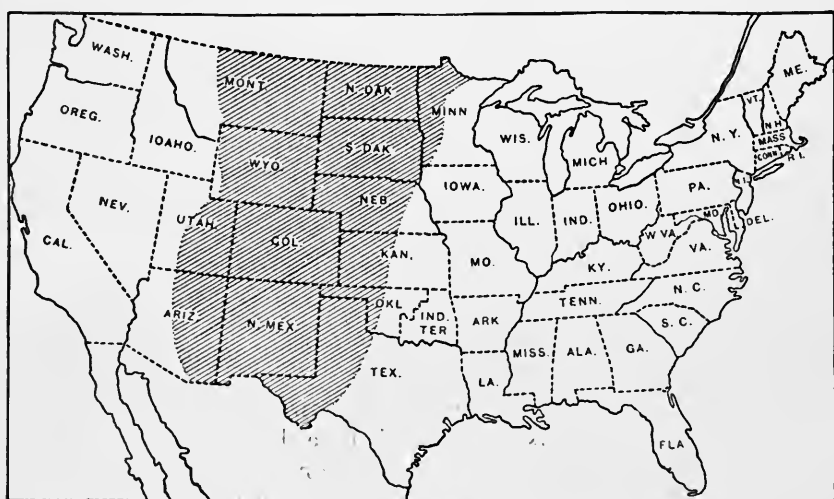 WASH.
MONT.
N. DAK
MINN
ME.
OREG.
IDAHO.
WYO.
S. DAK
WIS.
MICH
N. Y.
VT.
N. H.
MASS
CONN.
R. I.
NEV.
UTAH.
COL.
NEB.
IOWA.
ILL.
IND.
OHIO.
PA.
N. J.
MD.
DEL.
CAL.
KAN.
MO.
KY.
W VA.
VA.
ARIZ.
N. MEX
OKL
IND.
TER
ARK
TENN.
N. C.
S. C.
TEX.
LA.
MISS.
ALA.
GA.
FLA